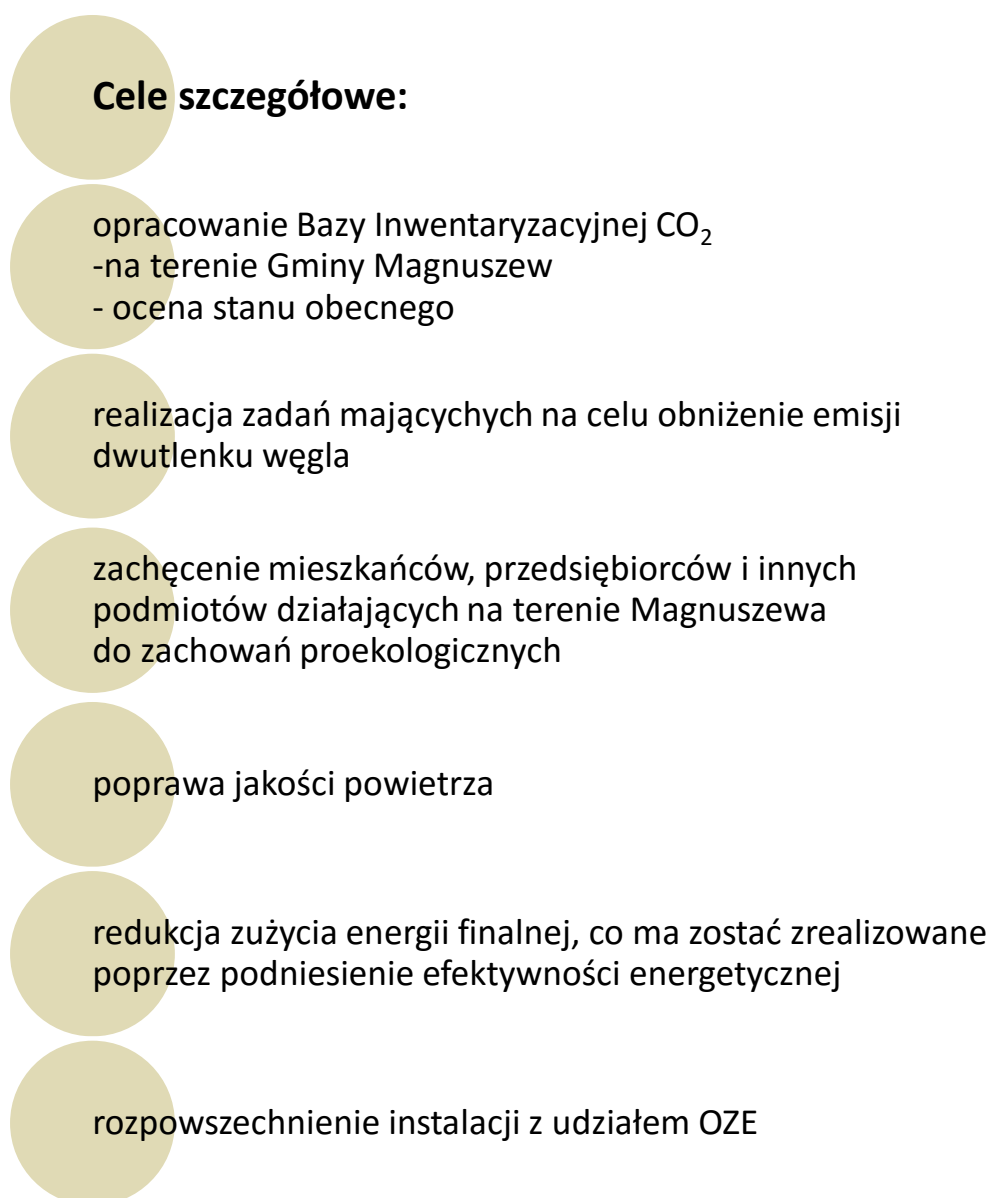 Cele szczegółowe:
opracowanie Bazy Inwentaryzacyjnej CO₂
-na terenie Gminy Magnuszew
- ocena stanu obecnego
realizacja zadań mającychych na celu obniżenie emisji
dwutlenku węgla
zachęcenie mieszkańców, przedsiębiorców i innych
podmiotów działających na terenie Magnuszewa
do zachowań proekologicznych
poprawa jakości powietrza
redukcja zużycia energii finalnej, co ma zostać zrealizowane
poprzez podniesienie efektywności energetycznej
rozpowszechnienie instalacji z udziałem OZE